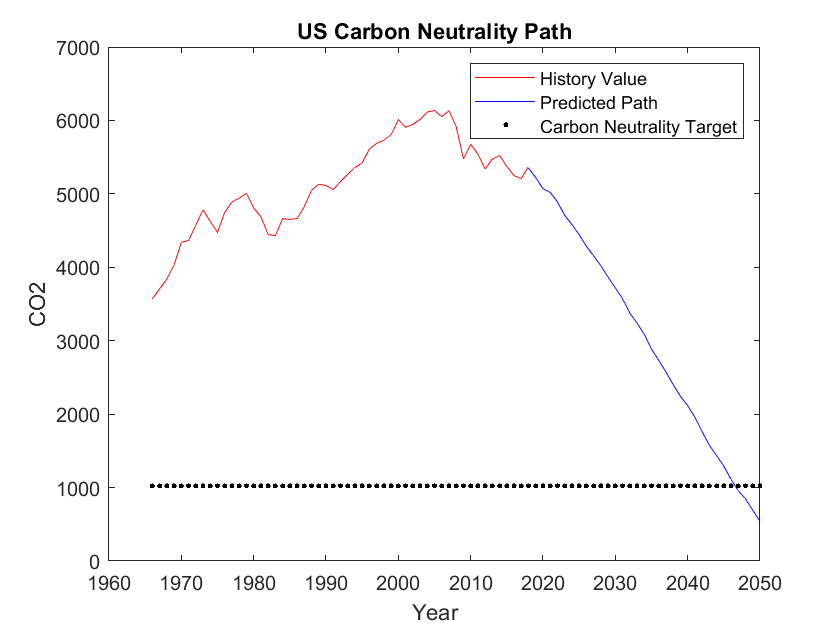 US Carbon Neutrality Path
7000
6000
5000
4000
3000
2000
1000
0
CO2
History Value
Predicted Path
Carbon Neutrality Target
1960 1970 1980 1990 2000 2010 2020 2030 2040 2050
Year